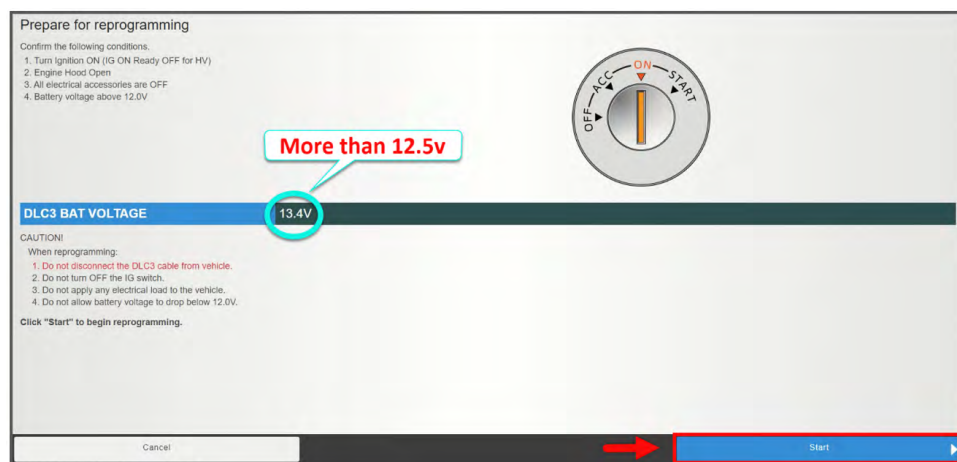 Prepare for reprogramming
Confirm the following conditions.
1. Turn Ignition ON (IG ON Ready OFF for HV)
2. Engine Hood Open
3. All electrical accessories are OFF
4. Battery voltage above 12.0V
OFF ACC ON START
More than 12.5v
DLC3 BAT VOLTAGE 13.4V
CAUTION!
When reprogramming:
1. Do not disconnect the DLC3 cable from vehicle.
2. Do not turn OFF the IG switch.
3. Do not apply any electrical load to the vehicle.
4. Do not allow battery voltage to drop below 12.0V.
Click "Start" to begin reprogramming.
Cancel Start